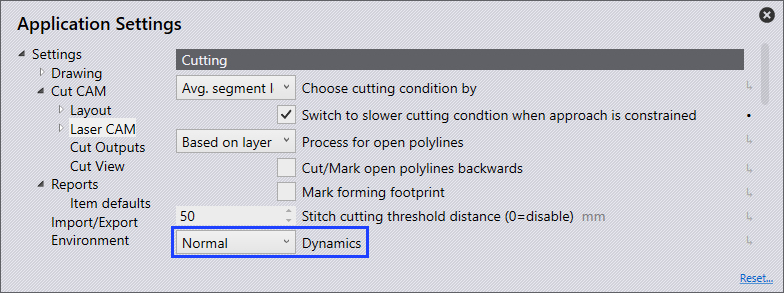 Application Settings
Settings
Drawing
Cut CAM
Layout
Laser CAM
Cut Outputs
Cut View
Reports
Item defaults
Import/Export
Environment
Cutting
Avg. segment l Choose cutting condition by
Switch to slower cutting condtion when approach is constrained
Based on layer Process for open polylines
Cut/Mark open polylines backwards
Mark forming footprint
50 Stitch cutting threshold distance (0=disable) mm
Normal Dynamics
Reset...